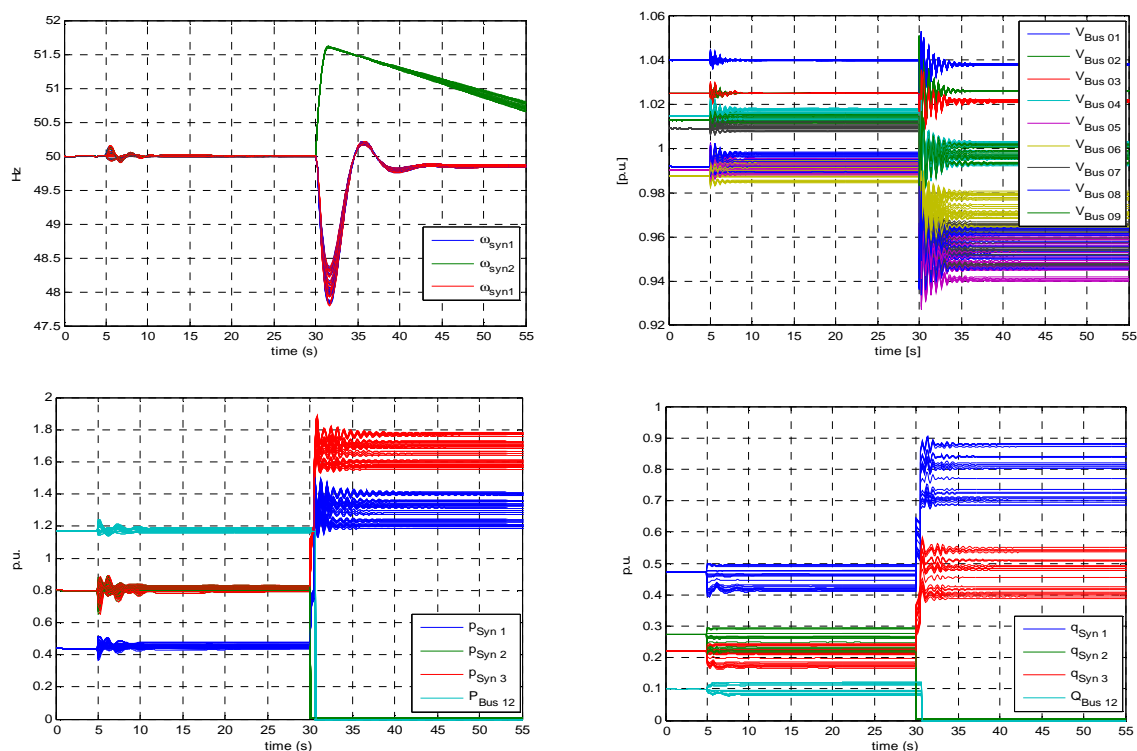 52
51.5
51
50.5
50
49.5
49
48.5
48
47.5
Hz
0 5 10 15 20 25 30 35 40 45 50 55
time (s)
ωsyn1
ωsyn2
ωsyn1
1.06
1.04
1.02
1
0.98
0.96
0.94
0.92
[p.u.]
0 5 10 15 20 25 30 35 40 45 50 55
time [s]
VBus 01
VBus 02
VBus 03
VBus 04
VBus 05
VBus 06
VBus 07
VBus 08
VBus 09
2
1.8
1.6
1.4
1.2
1
0.8
0.6
0.4
0.2
0
p.u.
0 5 10 15 20 25 30 35 40 45 50 55
time (s)
pSyn 1
pSyn 2
pSyn 3
PBus 12
1
0.9
0.8
0.7
0.6
0.5
0.4
0.3
0.2
0.1
0
p.u.
0 5 10 15 20 25 30 35 40 45 50 55
time (s)
qSyn 1
qSyn 2
qSyn 3
QBus 12